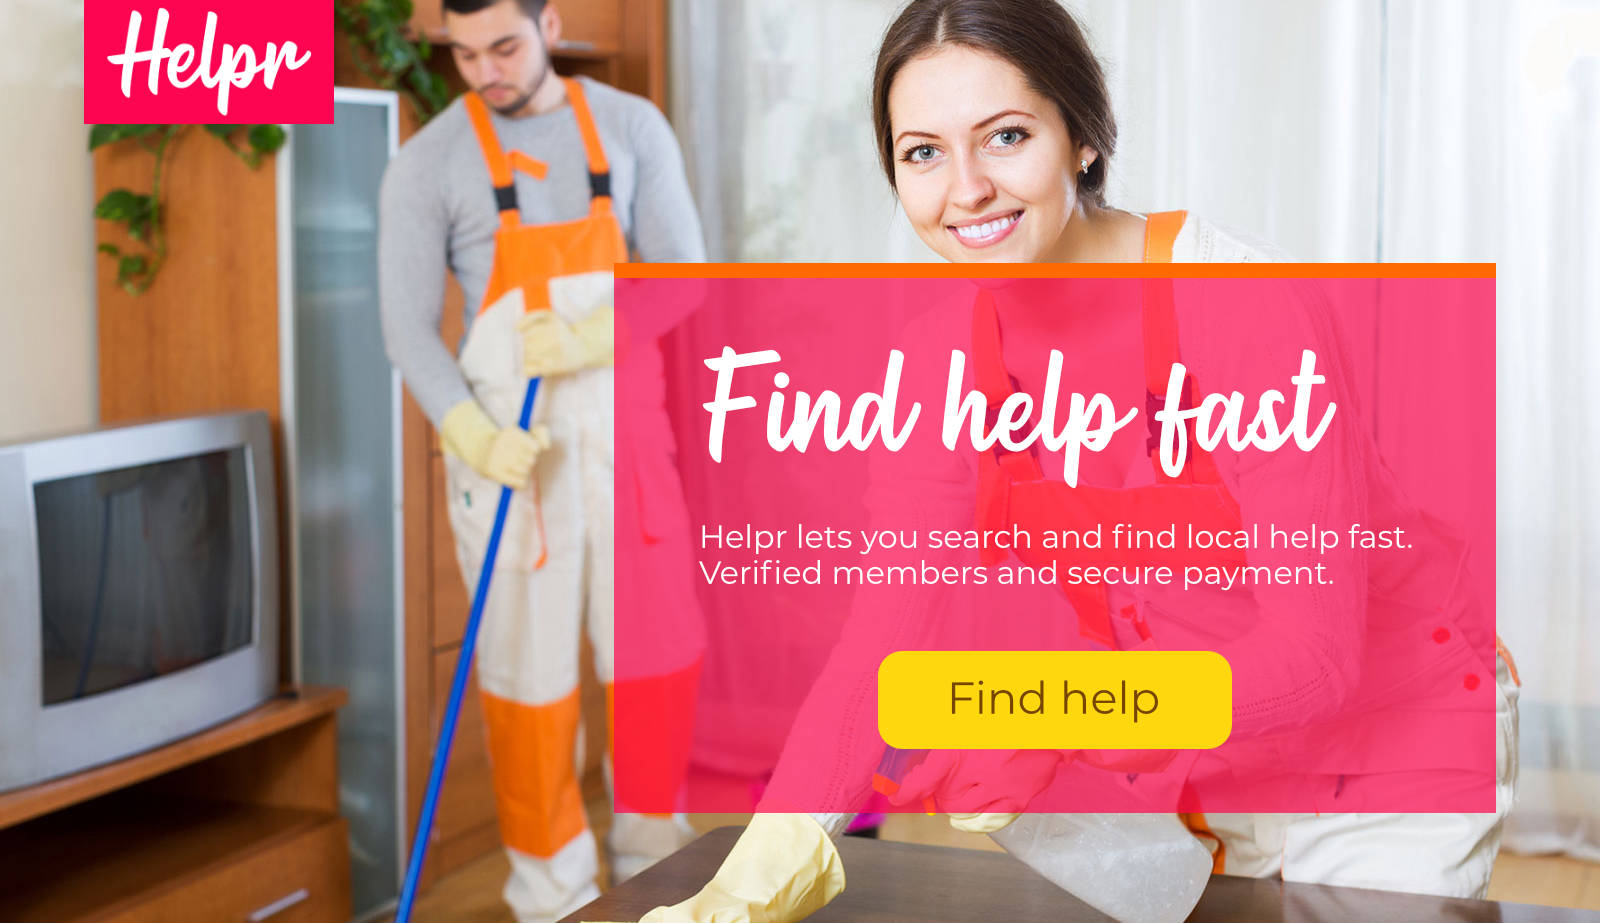 Helpr
Find help fast
Helpr lets you search and find local help fast.
Verified members and secure payment.
Find help